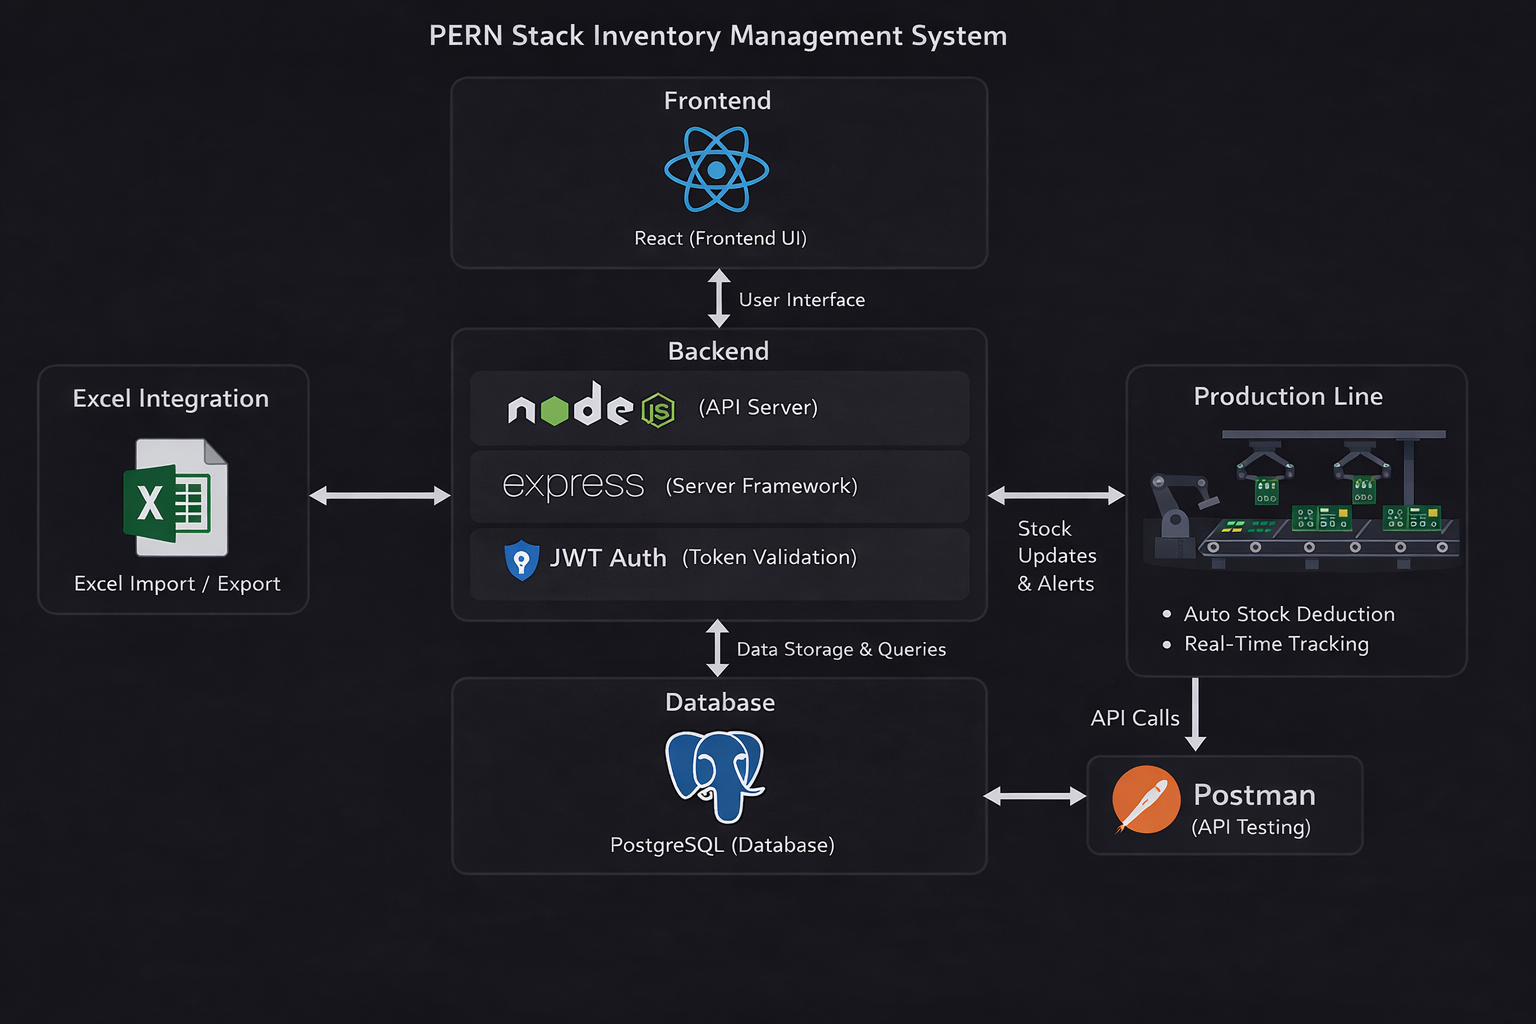 PERN Stack Inventory Management System
Frontend
React (Frontend UI)
User Interface
Backend
node JS (API Server)
express (Server Framework)
JWT Auth (Token Validation)
Excel Integration
X
Excel Import / Export
Stock
Updates
& Alerts
Production Line
• Auto Stock Deduction
• Real-Time Tracking
Data Storage & Queries
Database
PostgreSQL (Database)
API Calls
Postman
(API Testing)